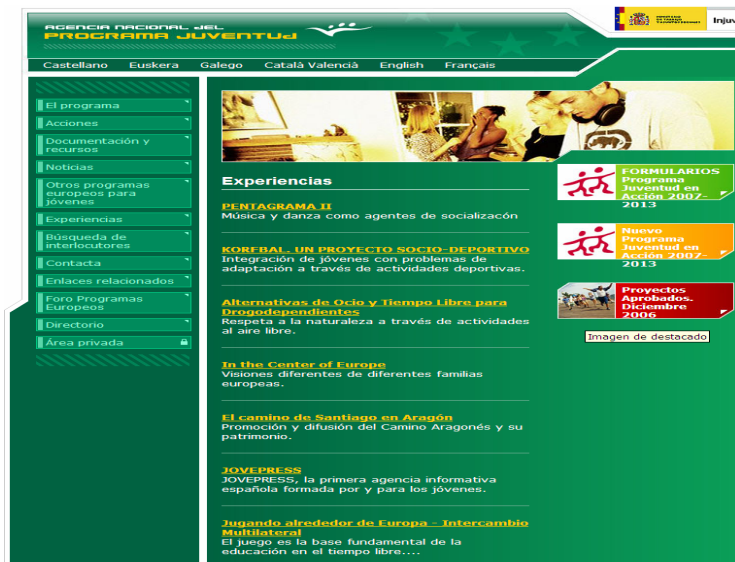 AGENCIA NACIONAL DEL
PROGRAMA JUVENTUD
Injuv
Castellano Euskera Galego Català Valencià English Français
El programa
Acciones
Documentación y
recursos
Noticias
Otros programas
europeos para
jóvenes
Experiencias
Búsqueda de
interlocutores
Contacta
Enlaces relacionados
Foro Programas
Europeos
Directorio
Área privada
Experiencias
PENTAGRAMA II
Música y danza como agentes de socializacón
KORFBAL. UN PROYECTO SOCIO-DEPORTIVO
Integración de jóvenes con problemas de
adaptación a través de actividades deportivas.
Alternativas de Ocio y Tiempo Libre para
Drogodependientes
Respeta a la naturaleza a través de actividades
al aire libre.
In the Center of Europe
Visiones diferentes de diferentes familias
europeas.
El camino de Santiago en Aragón
Promoción y difusión del Camino Aragonés y su
patrimonio.
JOVEPRESS
JOVEPRESS, la primera agencia informativa
española formada por y para los jóvenes.
Jugando alrededor de Europa - Intercambio
Multilateral
El juego es la base fundamental de la
educación en el tiempo libre....
FORMULARIOS
Programa
Juventud en
Acción 2007-
2013
Nuevo
Programa
Juventud en
Acción 2007-
2013
Proyectos
Aprobados.
Diciembre
2006
Imagen de destacado